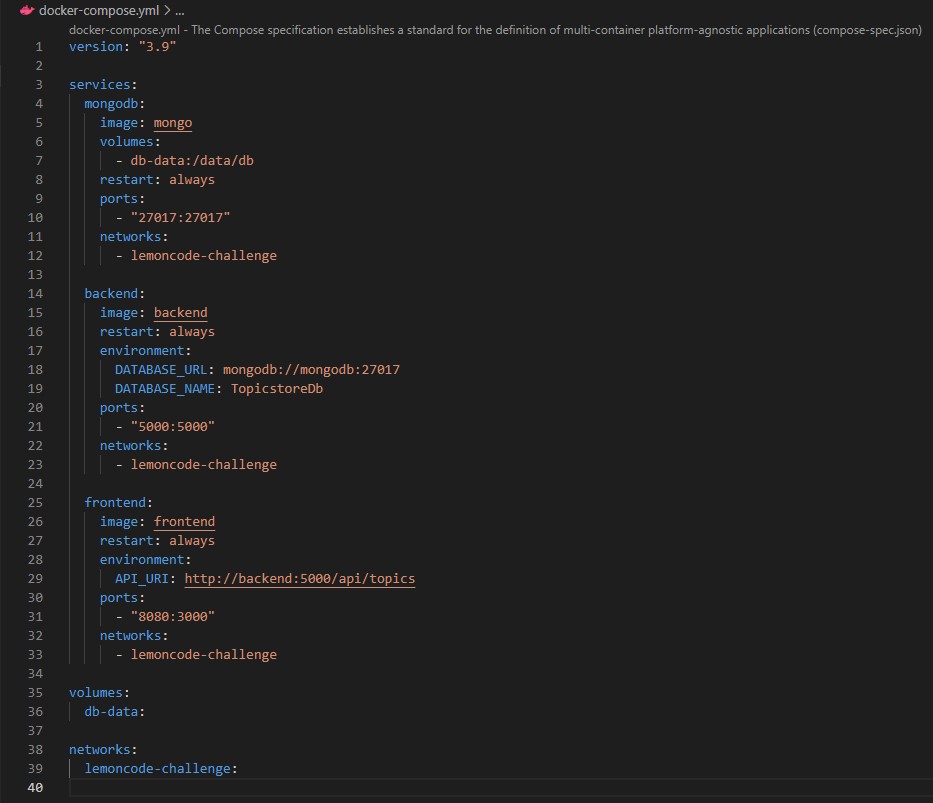 docker-compose.yml > ...
docker-compose.yml - The Compose specification establishes a standard for the definition of multi-container platform-agnostic applications (compose-spec.json)
1 version: "3.9"
2
3 services:
4   mongodb:
5     image: mongo
6     volumes:
7       - db-data:/data/db
8     restart: always
9     ports:
10       - "27017:27017"
11     networks:
12       - lemoncode-challenge
13
14   backend:
15     image: backend
16     restart: always
17     environment:
18       DATABASE_URL: mongodb://mongodb:27017
19       DATABASE_NAME: TopicstoreDb
20     ports:
21       - "5000:5000"
22     networks:
23       - lemoncode-challenge
24
25   frontend:
26     image: frontend
27     restart: always
28     environment:
29       API_URI: http://backend:5000/api/topics
30     ports:
31       - "8080:3000"
32     networks:
33       - lemoncode-challenge
34
35 volumes:
36   db-data:
37
38 networks:
39   lemoncode-challenge:
40